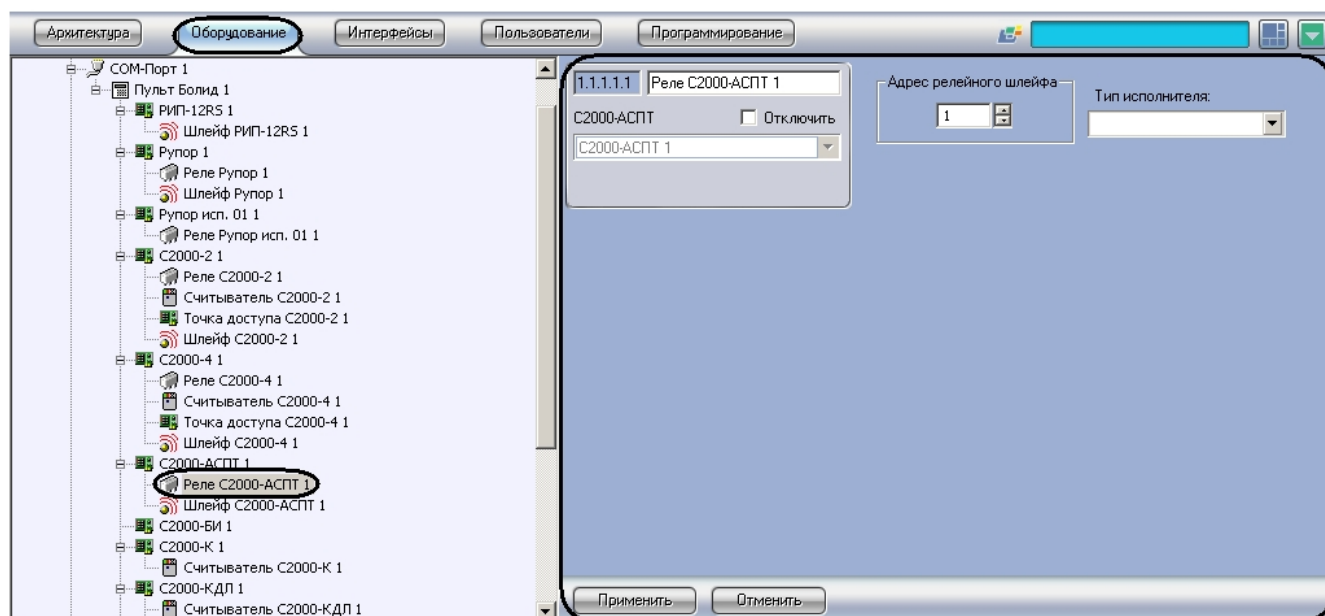 Архитектура
Оборудование
Интерфейсы
Пользователи
Программирование
COM-Порт 1
Пульт Болид 1
РИП-12RS 1
Шлейф РИП-12RS 1
Рупор 1
Реле Рупор 1
Шлейф Рупор 1
Рупор исп. 01 1
Реле Рупор исп. 01 1
С2000-2 1
Реле С2000-2 1
Считыватель С2000-2 1
Точка доступа С2000-2 1
Шлейф С2000-2 1
С2000-4 1
Реле С2000-4 1
Считыватель С2000-4 1
Точка доступа С2000-4 1
Шлейф С2000-4 1
С2000-АСПТ 1
Реле С2000-АСПТ 1
Шлейф С2000-АСПТ 1
С2000-БИ 1
С2000-К 1
Считыватель С2000-К 1
С2000-КДЛ 1
Считыватель С2000-КДЛ 1
1.1.1.1.1 Реле С2000-АСПТ 1
С2000-АСПТ Отключить
С2000-АСПТ 1
Адрес релейного шлейфа
1
Тип исполнителя:
Применить
Отменить